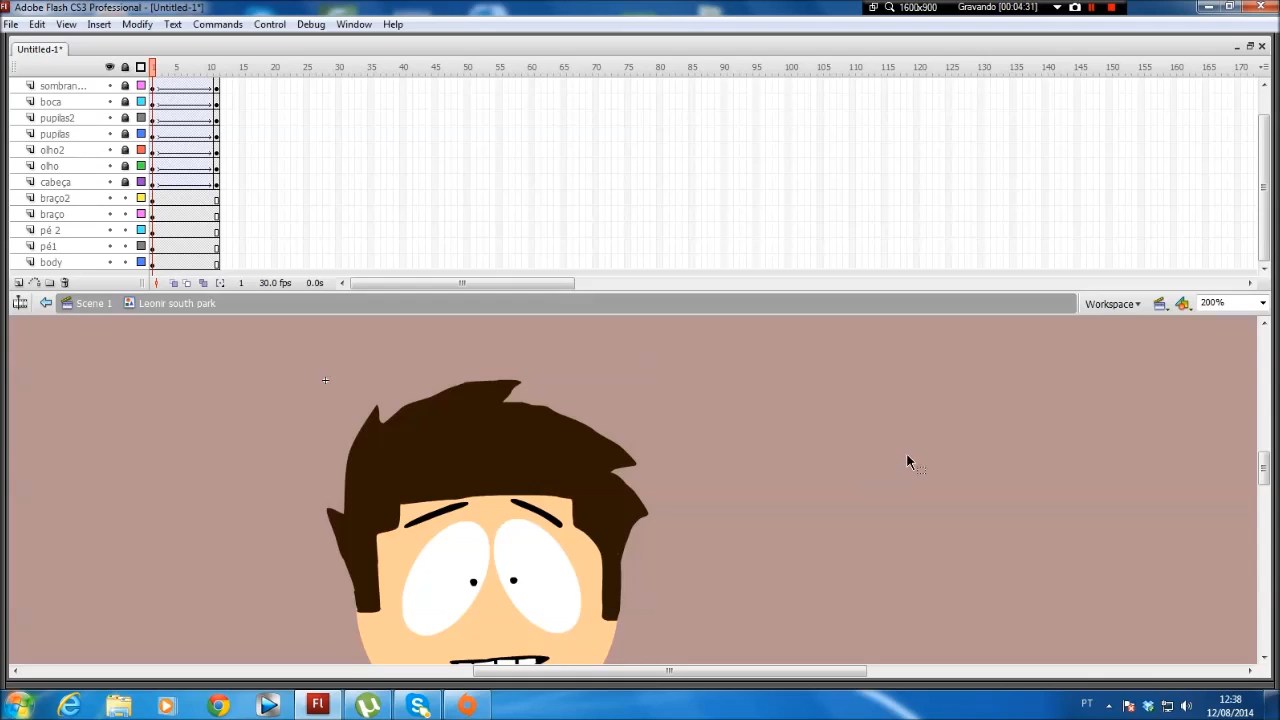 Adobe Flash CS3 Professional - [Untitled-1*]
1600x900 Gravando [00:04:31]
File Edit View Insert Modify Text Commands Control Debug Window Help
Untitled-1*
5 10 15 20 25 30 35 40 45 50 55 60 65 70 75 80 85 90 95 100 105 110 115 120 125 130 135 140 145 150 155 160 165 170
sombran...
boca
pupilas2
pupilas
olho2
olho
cabeça
braço2
braço
pé 2
pé1
body
1 30.0 fps 0.0s
Scene 1 Leonir south park Workspace 200%
Fl
PT 12:38
12/08/2014